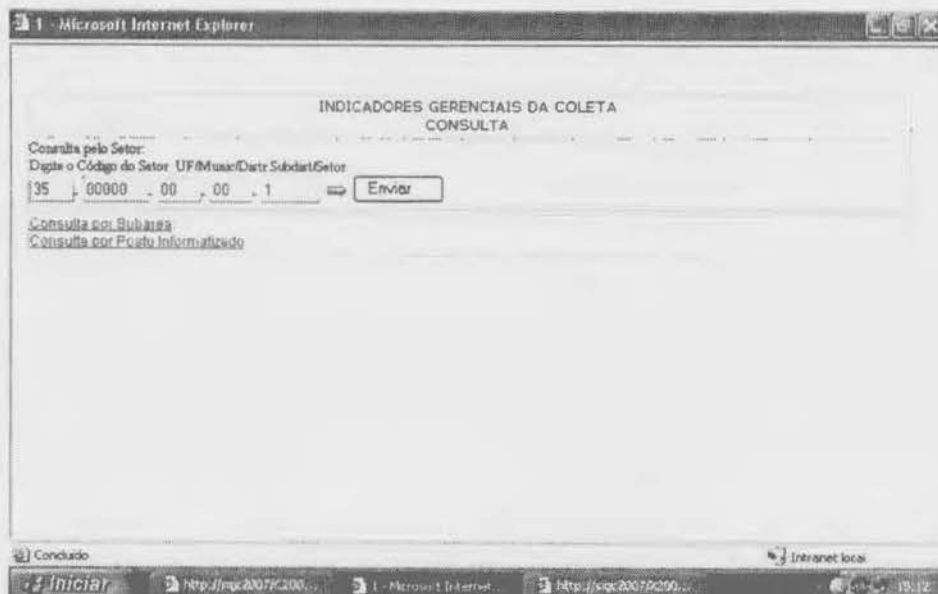 1 - Microsoft Internet Explorer
INDICADORES GERENCIAIS DA COLETA
CONSULTA
Consulta pelo Setor:
Digite o Código do Setor UF/Munic/Distr Subdist/Setor
35 . 00000 . 00 . 00 . 1 ⇨ Enviar
Consulta por Subarea
Consulta por Posto Informatizado
Concluído
Intranet local
Iniciar
1 - Microsoft Internet...
15:12